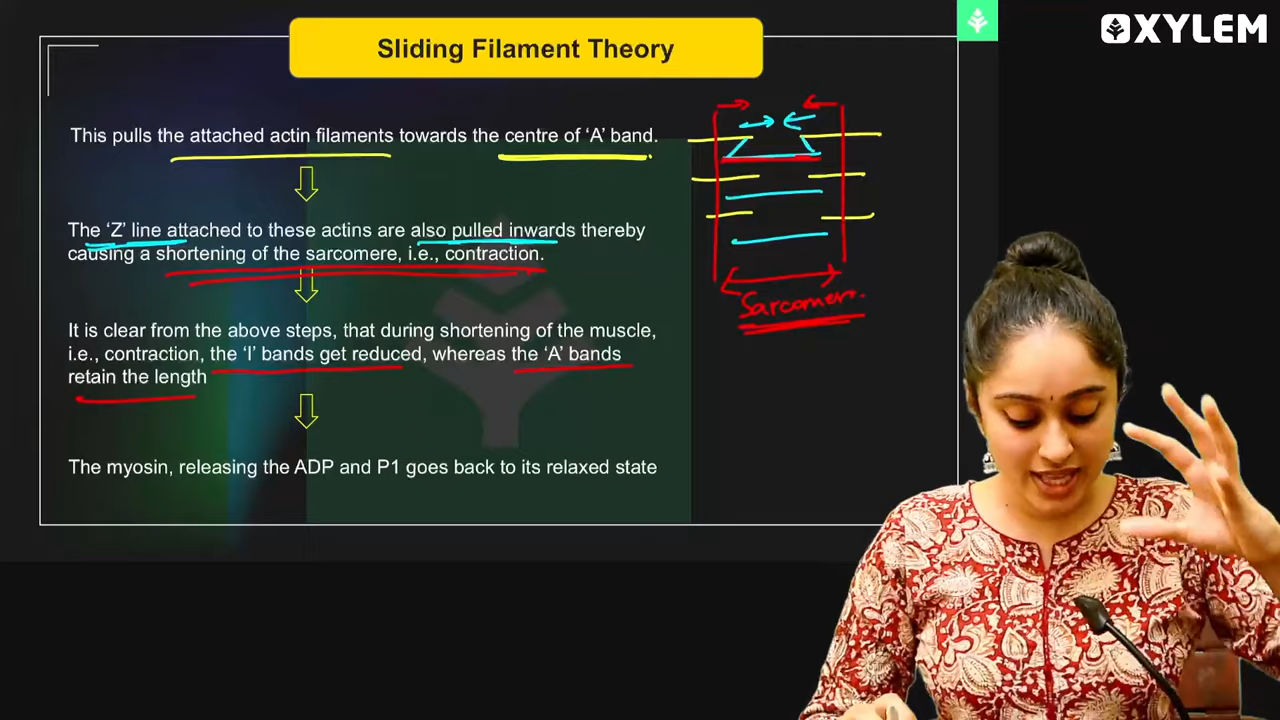 Sliding Filament Theory
OXYLEM
This pulls the attached actin filaments towards the centre of ‘A’ band.
The ‘Z’ line attached to these actins are also pulled inwards thereby
causing a shortening of the sarcomere, i.e., contraction.
Sarcomere.
It is clear from the above steps, that during shortening of the muscle,
i.e., contraction, the ‘I’ bands get reduced, whereas the ‘A’ bands
retain the length
The myosin, releasing the ADP and P1 goes back to its relaxed state